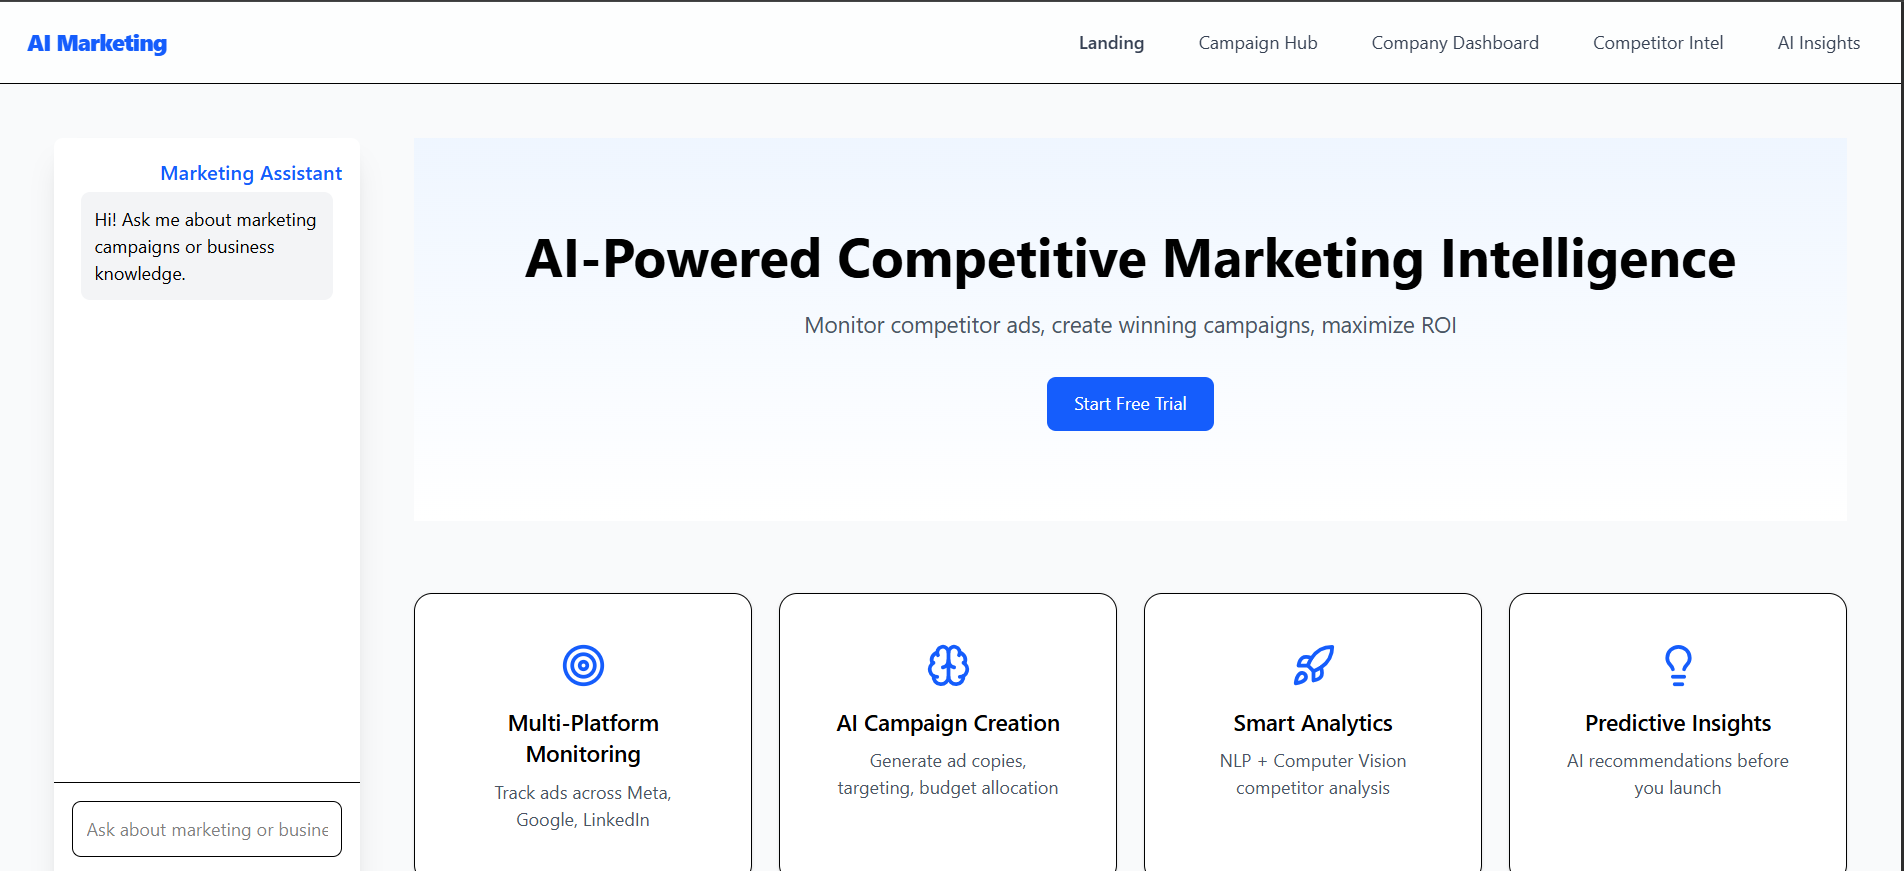 AI Marketing
Landing
Campaign Hub
Company Dashboard
Competitor Intel
AI Insights
Marketing Assistant
Hi! Ask me about marketing
campaigns or business
knowledge.
Ask about marketing or busine
AI-Powered Competitive Marketing Intelligence
Monitor competitor ads, create winning campaigns, maximize ROI
Start Free Trial
Multi-Platform
Monitoring
Track ads across Meta,
Google, LinkedIn
AI Campaign Creation
Generate ad copies,
targeting, budget allocation
Smart Analytics
NLP + Computer Vision
competitor analysis
Predictive Insights
AI recommendations before
you launch